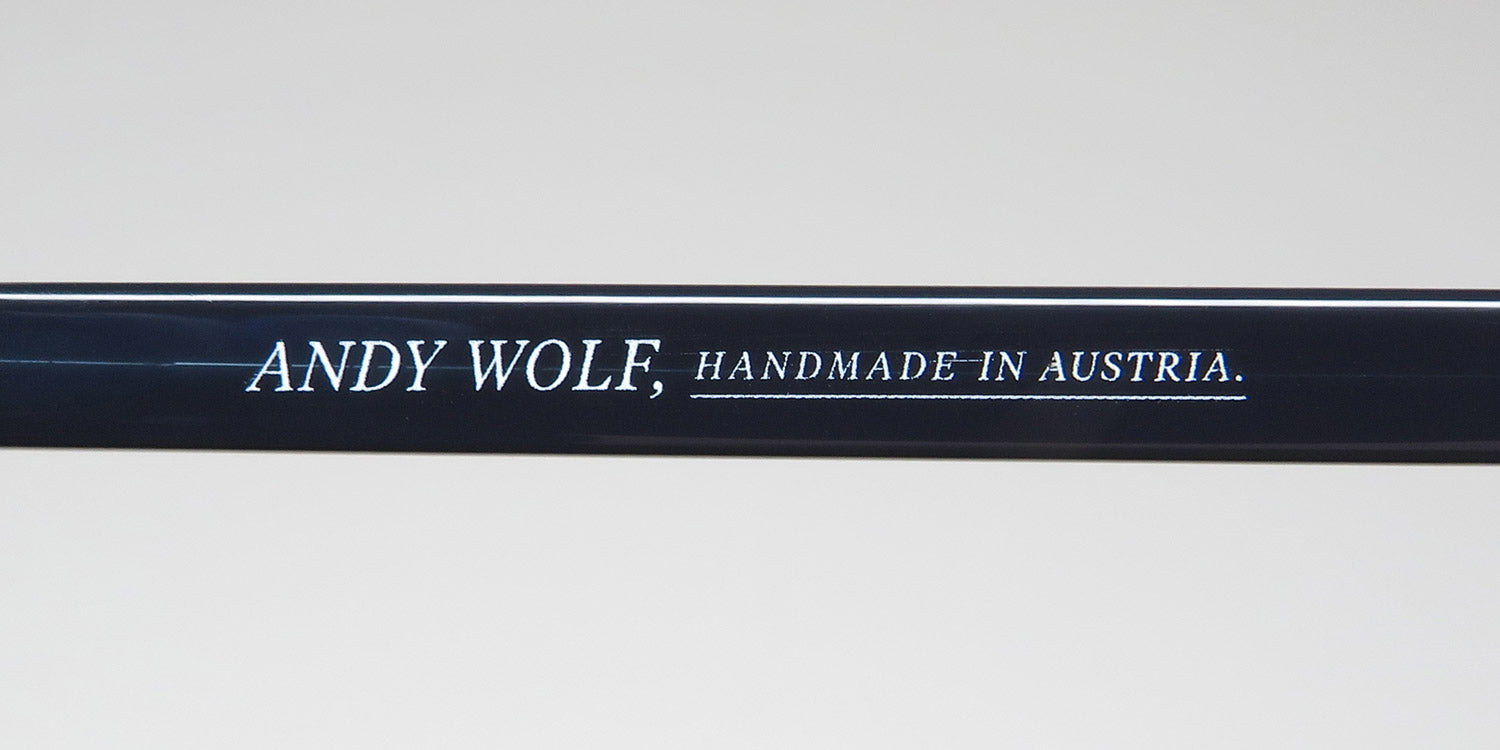 ANDY WOLF, HANDMADE IN AUSTRIA.